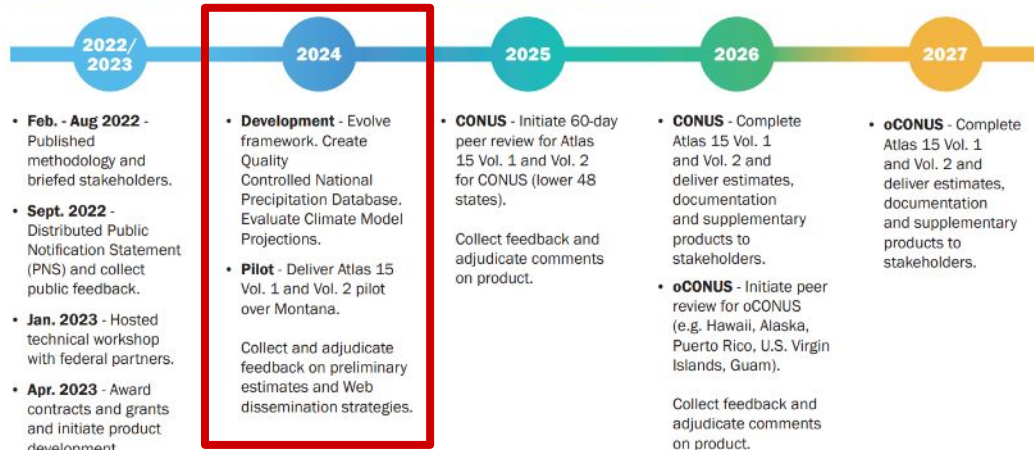 2022/
2023
• Feb. - Aug 2022 -
Published
methodology and
briefed stakeholders.
• Sept. 2022 -
Distributed Public
Notification Statement
(PNS) and collect
public feedback.
• Jan. 2023 - Hosted
technical workshop
with federal partners.
• Apr. 2023 - Award
contracts and grants
and initiate product
development
2024
• Development - Evolve
framework. Create
Quality
Controlled National
Precipitation Database.
Evaluate Climate Model
Projections.
• Pilot - Deliver Atlas 15
Vol. 1 and Vol. 2 pilot
over Montana.
Collect and adjudicate
feedback on preliminary
estimates and Web
dissemination strategies.
2025
• CONUS - Initiate 60-day
peer review for Atlas
15 Vol. 1 and Vol. 2
for CONUS (lower 48
states).
Collect feedback and
adjudicate comments
on product.
2026
• CONUS - Complete
Atlas 15 Vol. 1
and Vol. 2 and
deliver estimates,
documentation
and supplementary
products to
stakeholders.
• oCONUS - Initiate peer
review for oCONUS
(e.g. Hawaii, Alaska,
Puerto Rico, U.S. Virgin
Islands, Guam).
Collect feedback and
adjudicate comments
on product.
2027
• oCONUS - Complete
Atlas 15 Vol. 1
and Vol. 2 and
deliver estimates,
documentation
and supplementary
products to
stakeholders.